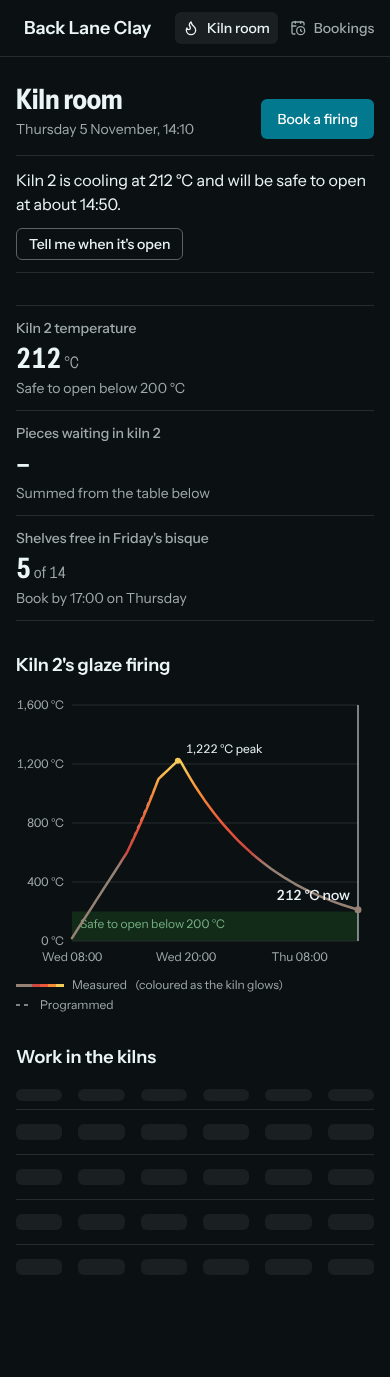 Back Lane Clay
Kiln room
Bookings
Kiln room
Thursday 5 November, 14:10
Book a firing
Kiln 2 is cooling at 212 °C and will be safe to open
at about 14:50.
Tell me when it's open
Kiln 2 temperature
212 °C
Safe to open below 200 °C
Pieces waiting in kiln 2
–
Summed from the table below
Shelves free in Friday's bisque
5 of 14
Book by 17:00 on Thursday
Kiln 2's glaze firing
1,600 °C
1,222 °C peak
1,200 °C
800 °C
400 °C
212 °C now
Safe to open below 200 °C
0 °C
Wed 08:00
Wed 20:00
Thu 08:00
Measured (coloured as the kiln glows)
Programmed
Work in the kilns